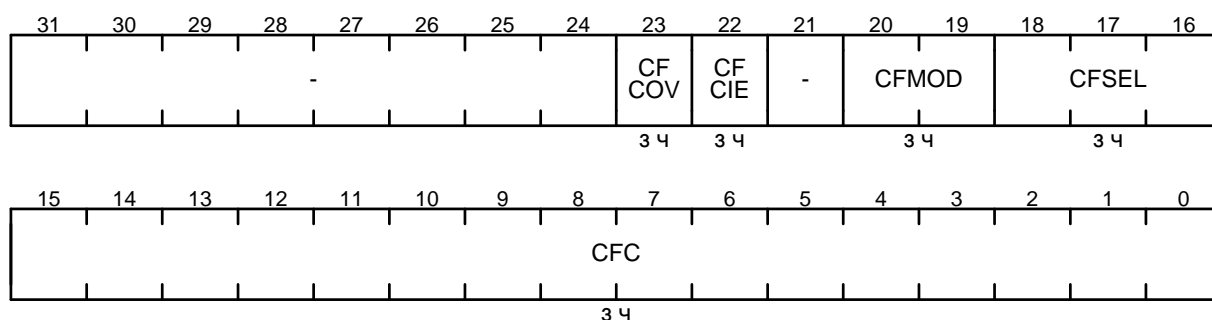 31 30 29 28 27 26 25 24 23 22 21 20 19 18 17 16
- CF COV CF CIE - CFMOD CFSEL
з ч з ч з ч з ч
15 14 13 12 11 10 9 8 7 6 5 4 3 2 1 0
CFC
з ч